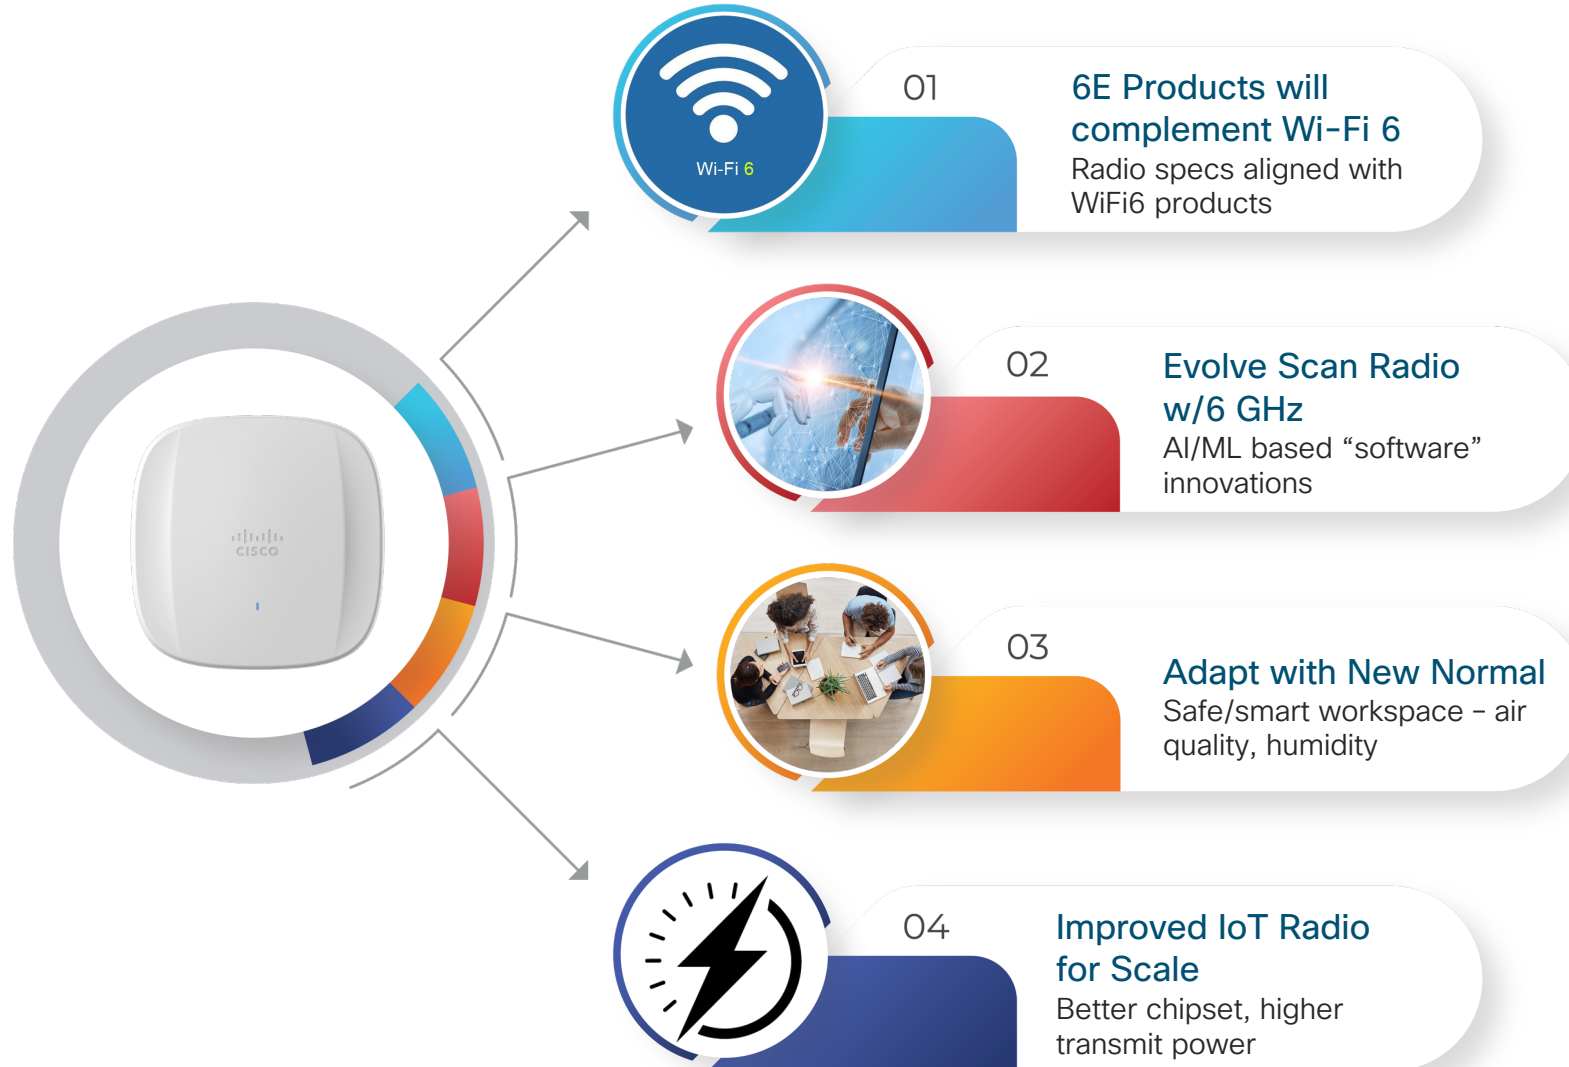 CISCO
Wi-Fi 6
01
6E Products will
complement Wi-Fi 6
Radio specs aligned with
WiFi6 products
02
Evolve Scan Radio
w/6 GHz
AI/ML based “software”
innovations
03
Adapt with New Normal
Safe/smart workspace – air
quality, humidity
04
Improved IoT Radio
for Scale
Better chipset, higher
transmit power